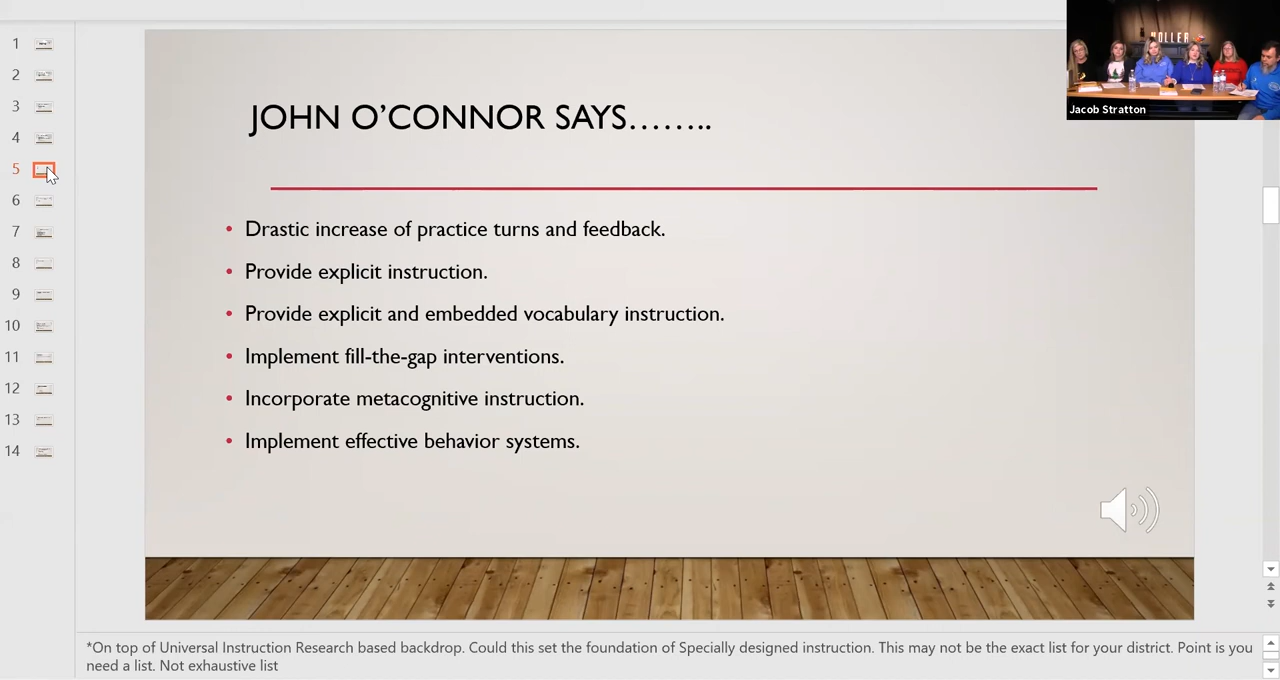 1
2
3
4
5
6
7
8
9
10
11
12
13
14
JOHN O’CONNOR SAYS……..
• Drastic increase of practice turns and feedback.
• Provide explicit instruction.
• Provide explicit and embedded vocabulary instruction.
• Implement fill-the-gap interventions.
• Incorporate metacognitive instruction.
• Implement effective behavior systems.
HOLLER
Jacob Stratton
*On top of Universal Instruction Research based backdrop. Could this set the foundation of Specially designed instruction. This may not be the exact list for your district. Point is you
need a list. Not exhaustive list